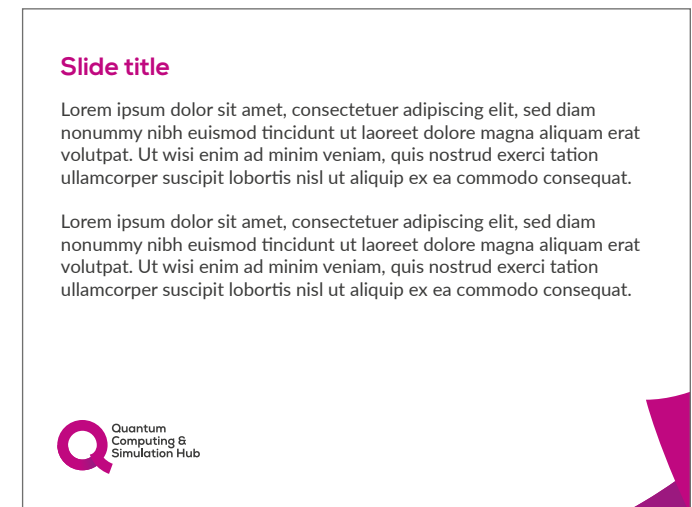 Slide title
Lorem ipsum dolor sit amet, consectetuer adipiscing elit, sed diam
nonummy nibh euismod tincidunt ut laoreet dolore magna aliquam erat
volutpat. Ut wisi enim ad minim veniam, quis nostrud exerci tation
ullamcorper suscipit lobortis nisl ut aliquip ex ea commodo consequat.
Lorem ipsum dolor sit amet, consectetuer adipiscing elit, sed diam
nonummy nibh euismod tincidunt ut laoreet dolore magna aliquam erat
volutpat. Ut wisi enim ad minim veniam, quis nostrud exerci tation
ullamcorper suscipit lobortis nisl ut aliquip ex ea commodo consequat.
Quantum
Computing &
Simulation Hub